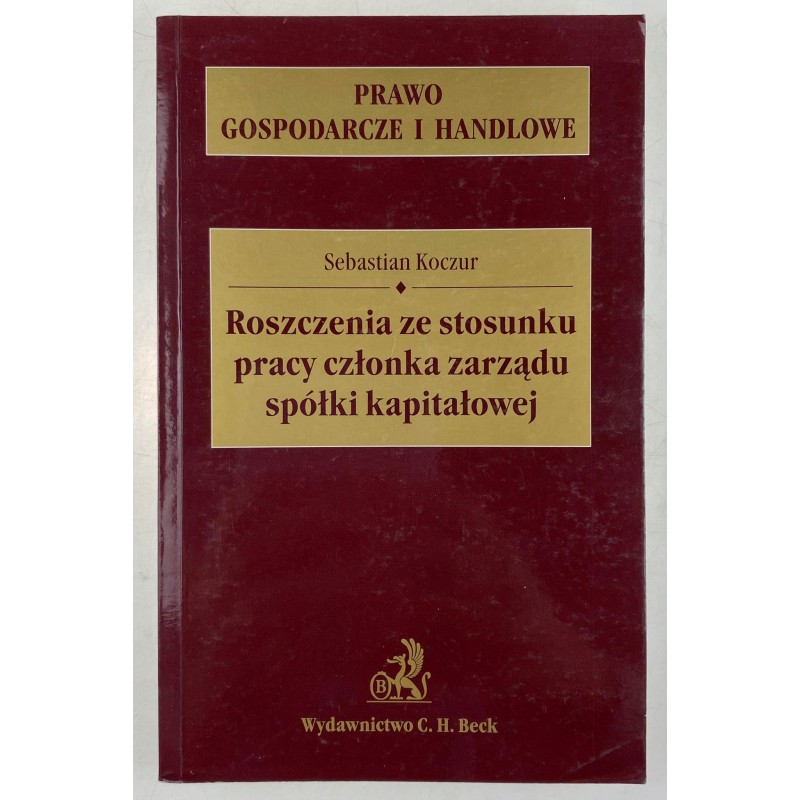 PRAWO
GOSPODARCZE I HANDLOWE
Sebastian Koczur
Roszczenia ze stosunku
pracy członka zarządu
spółki kapitałowej
B
Wydawnictwo C. H. Beck